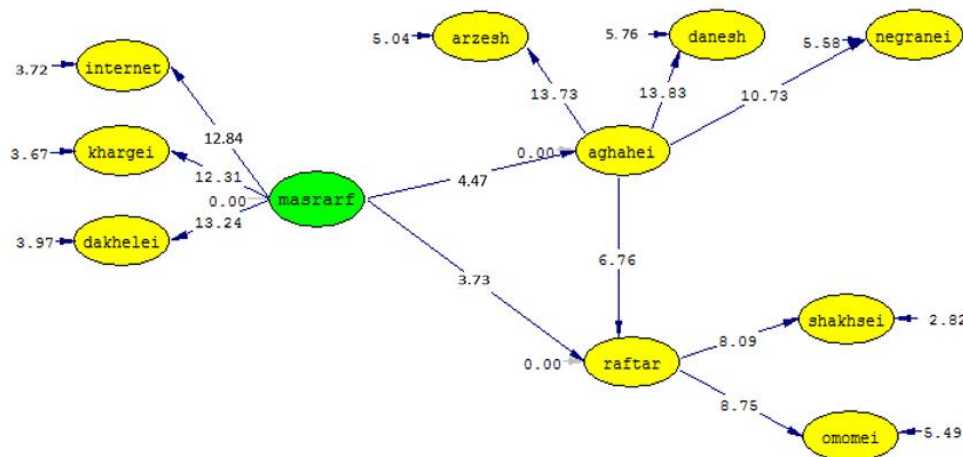 5.04 arzesh
5.76 danesh
5.58 negranei
3.72 internet
13.73
13.83
10.73
12.84
3.67 khargei
0.00 aghahei
12.31
4.47
0.00 masrarf
13.24
3.97 dakhelei
6.76
3.73
shakhsei 2.82
8.09
0.00 raftar
8.75
omomei 5.49